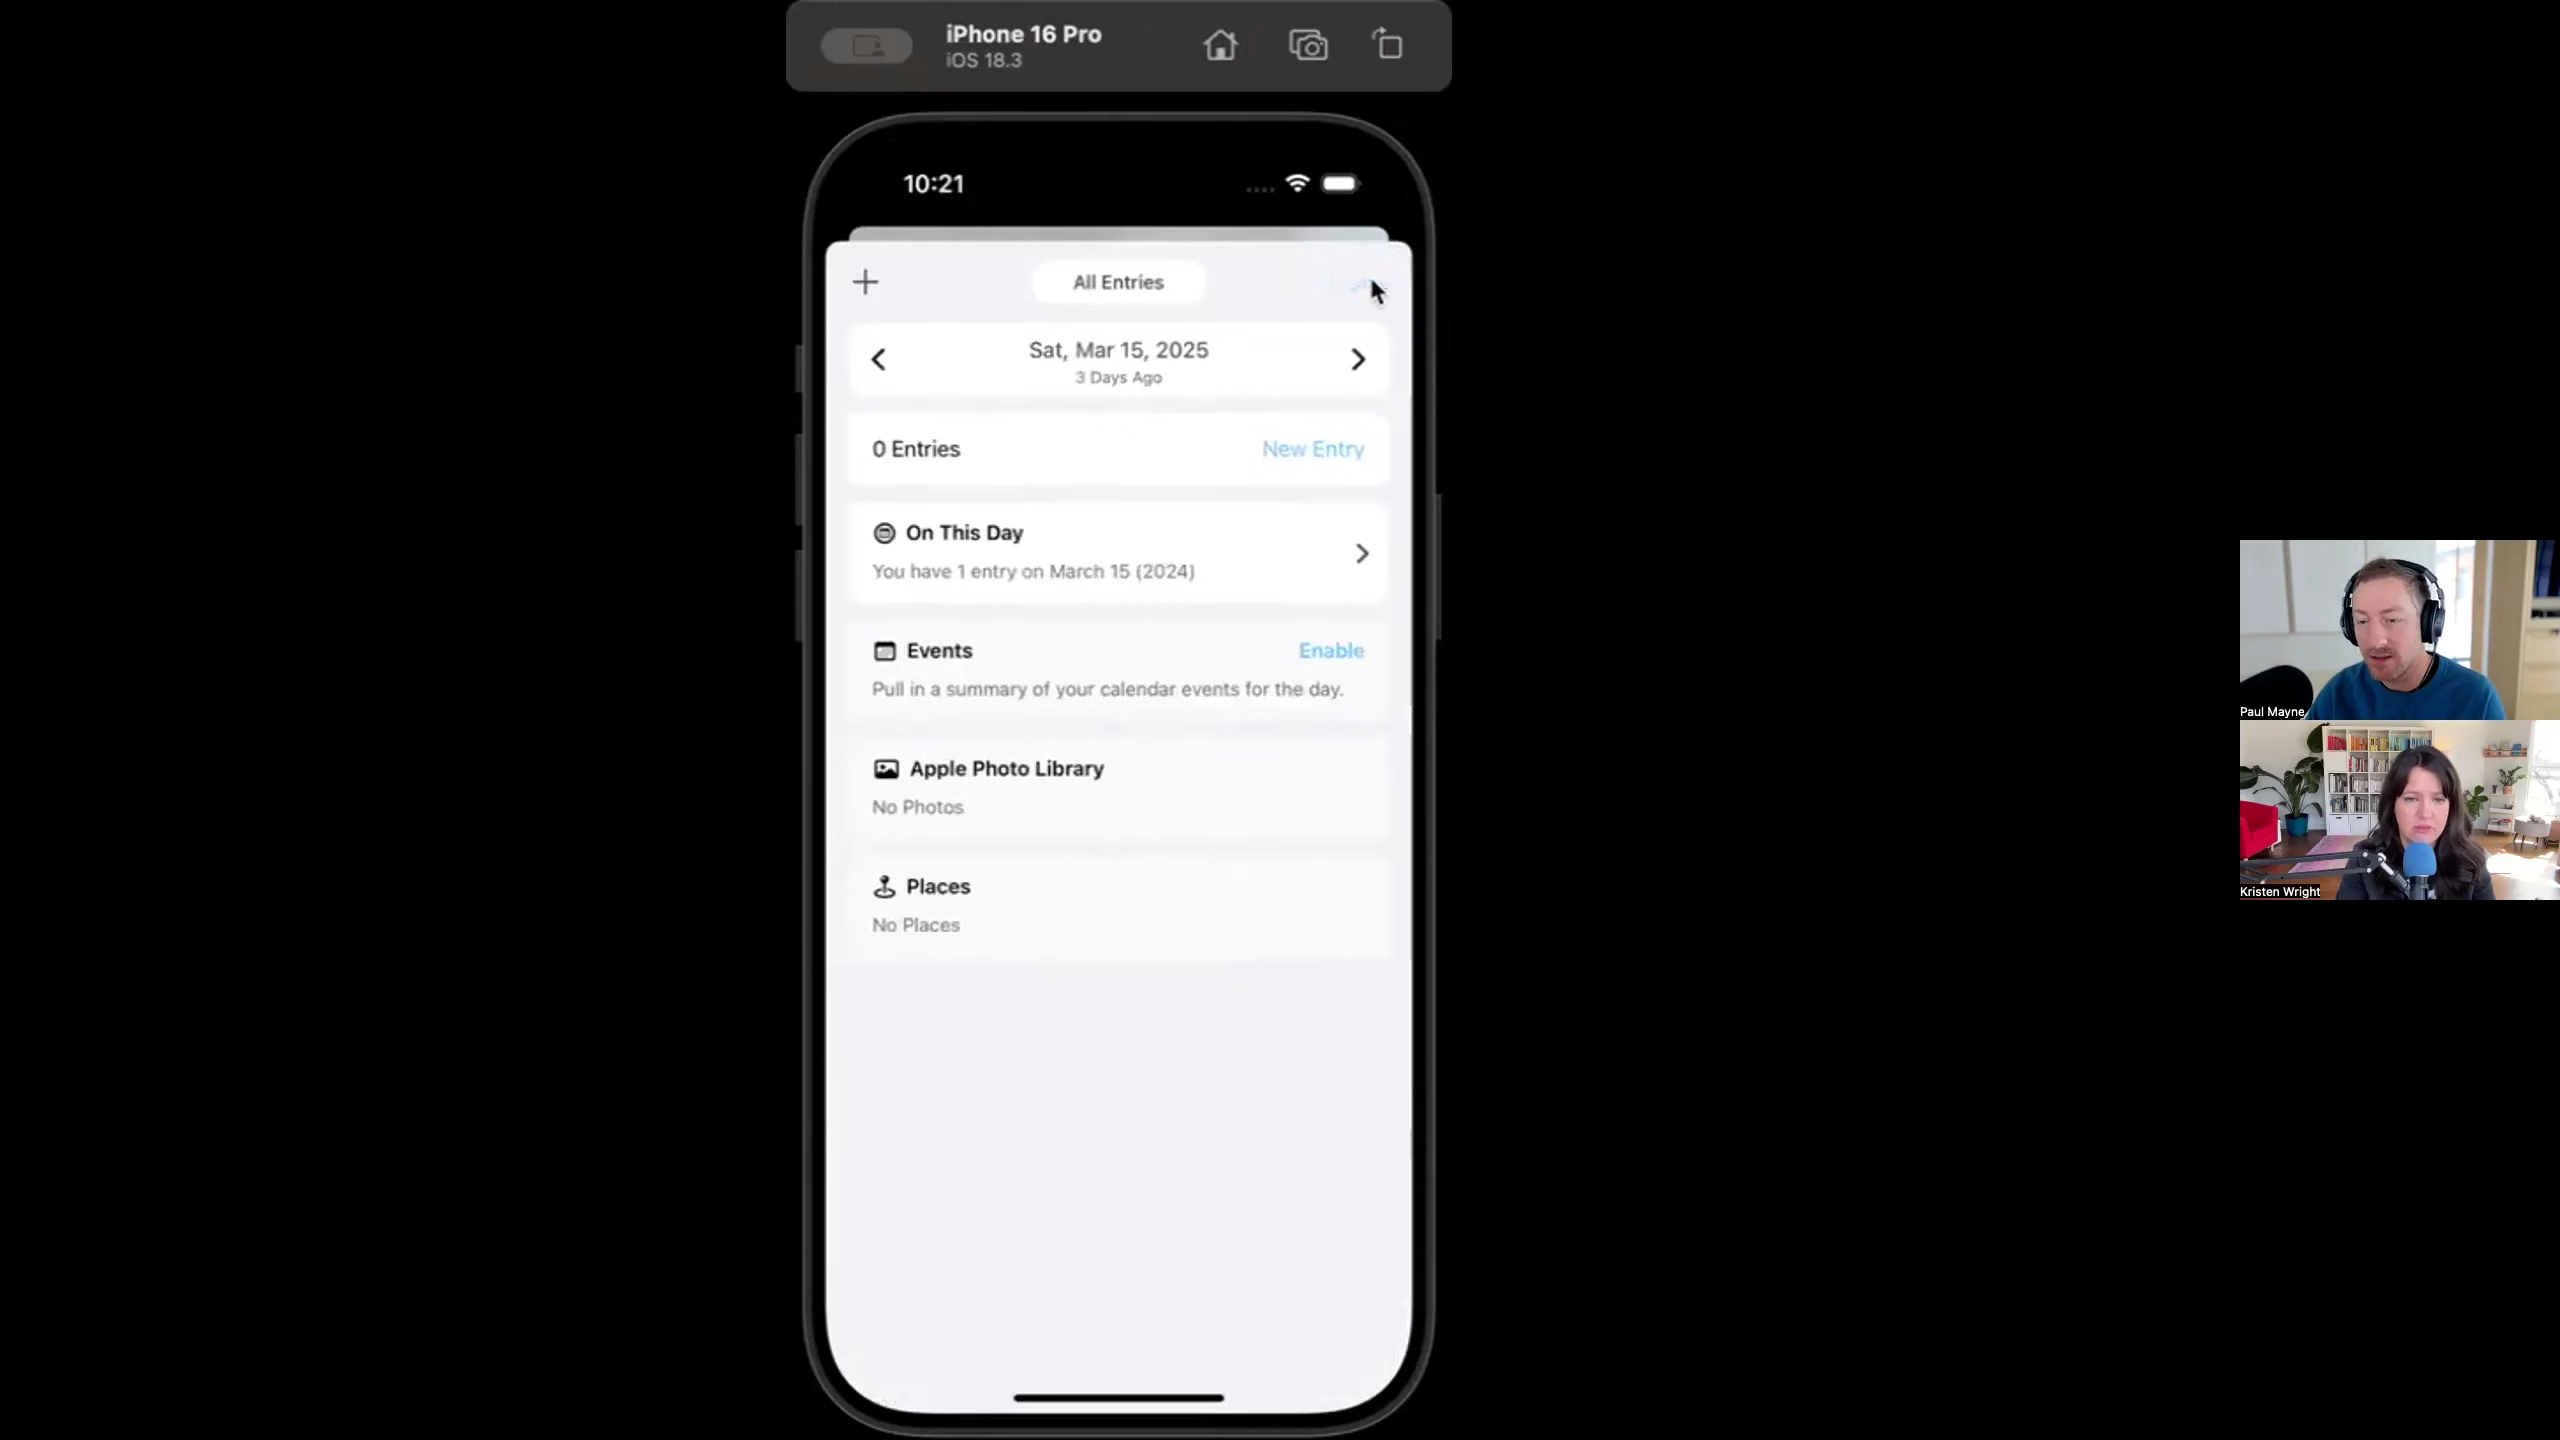 iPhone 16 Pro
iOS 18.3
10:21
All Entries
Sat, Mar 15, 2025
3 Days Ago
0 Entries
New Entry
On This Day
You have 1 entry on March 15 (2024)
Events
Enable
Pull in a summary of your calendar events for the day.
Apple Photo Library
No Photos
Places
No Places
Paul Mayne
Kristen Wright